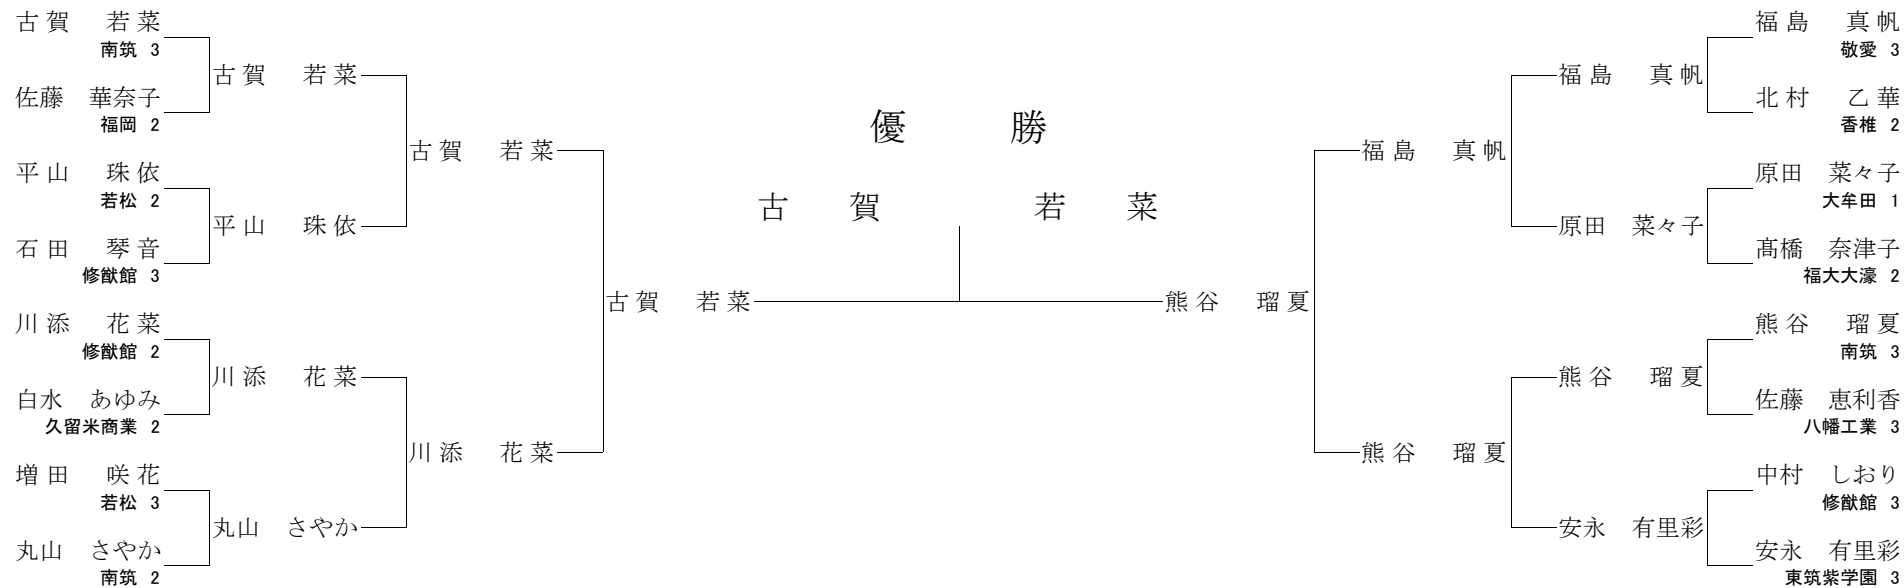 古賀 若菜
南筑 3
佐藤 華奈子
福岡 2
平山 珠依
若松 2
石田 琴音
修猷館 3
川添 花菜
修猷館 2
白水 あゆみ
久留米商業 2
増田 咲花
若松 3
丸山 さやか
南筑 2
古賀 若菜
平山 珠依
川添 花菜
丸山 さやか
古賀 若菜
川添 花菜
古賀 若菜
優勝
古賀 若菜
熊谷 瑠夏
福島 真帆
熊谷 瑠夏
福島 真帆
原田 菜々子
熊谷 瑠夏
安永 有里彩
福島 真帆
敬愛 3
北村 乙華
香椎 2
原田 菜々子
大牟田 1
髙橋 奈津子
福大大濠 2
熊谷 瑠夏
南筑 3
佐藤 恵利香
八幡工業 3
中村 しおり
修猷館 3
安永 有里彩
東筑紫学園 3